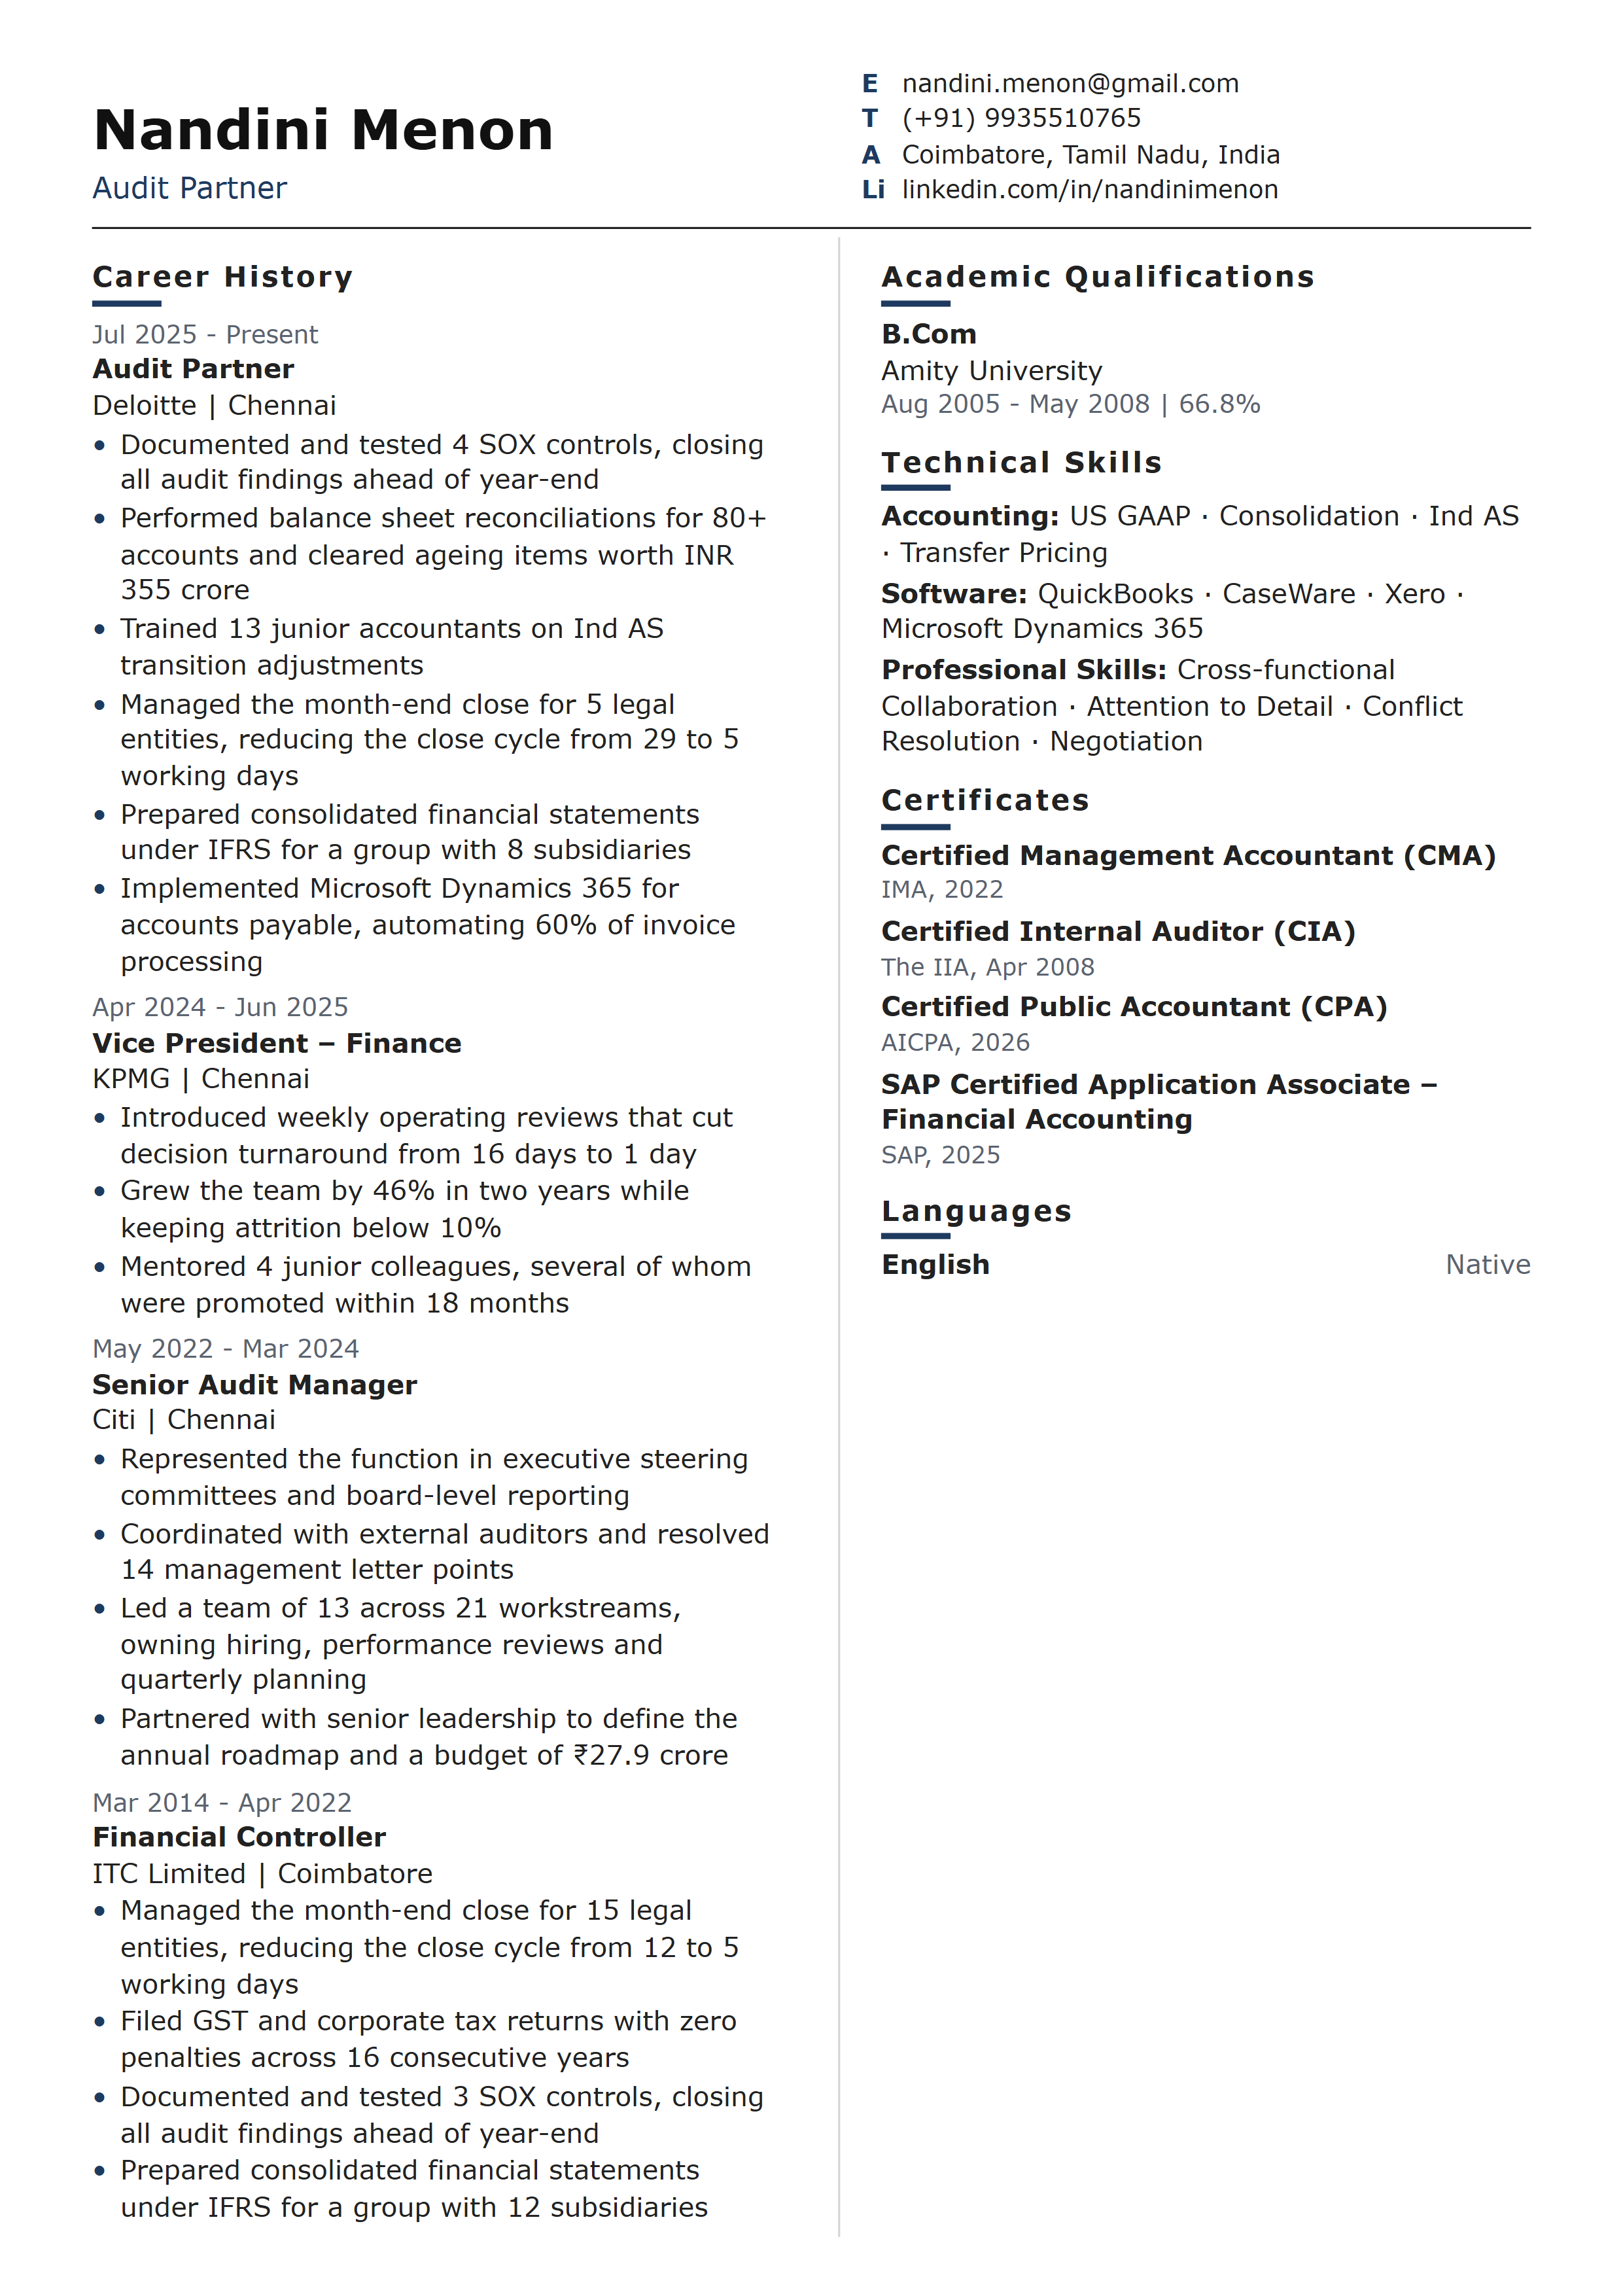 Nandini Menon
Audit Partner
E nandini.menon@gmail.com
T (+91) 9935510765
A Coimbatore, Tamil Nadu, India
Li linkedin.com/in/nandinimenon
Career History
Jul 2025 - Present
Audit Partner
Deloitte | Chennai
• Documented and tested 4 SOX controls, closing
all audit findings ahead of year-end
• Performed balance sheet reconciliations for 80+
accounts and cleared ageing items worth INR
355 crore
• Trained 13 junior accountants on Ind AS
transition adjustments
• Managed the month-end close for 5 legal
entities, reducing the close cycle from 29 to 5
working days
• Prepared consolidated financial statements
under IFRS for a group with 8 subsidiaries
• Implemented Microsoft Dynamics 365 for
accounts payable, automating 60% of invoice
processing
Apr 2024 - Jun 2025
Vice President – Finance
KPMG | Chennai
• Introduced weekly operating reviews that cut
decision turnaround from 16 days to 1 day
• Grew the team by 46% in two years while
keeping attrition below 10%
• Mentored 4 junior colleagues, several of whom
were promoted within 18 months
May 2022 - Mar 2024
Senior Audit Manager
Citi | Chennai
• Represented the function in executive steering
committees and board-level reporting
• Coordinated with external auditors and resolved
14 management letter points
• Led a team of 13 across 21 workstreams,
owning hiring, performance reviews and
quarterly planning
• Partnered with senior leadership to define the
annual roadmap and a budget of ₹27.9 crore
Mar 2014 - Apr 2022
Financial Controller
ITC Limited | Coimbatore
• Managed the month-end close for 15 legal
entities, reducing the close cycle from 12 to 5
working days
• Filed GST and corporate tax returns with zero
penalties across 16 consecutive years
• Documented and tested 3 SOX controls, closing
all audit findings ahead of year-end
• Prepared consolidated financial statements
under IFRS for a group with 12 subsidiaries
Academic Qualifications
B.Com
Amity University
Aug 2005 - May 2008 | 66.8%
Technical Skills
Accounting: US GAAP · Consolidation · Ind AS
· Transfer Pricing
Software: QuickBooks · CaseWare · Xero ·
Microsoft Dynamics 365
Professional Skills: Cross-functional
Collaboration · Attention to Detail · Conflict
Resolution · Negotiation
Certificates
Certified Management Accountant (CMA)
IMA, 2022
Certified Internal Auditor (CIA)
The IIA, Apr 2008
Certified Public Accountant (CPA)
AICPA, 2026
SAP Certified Application Associate –
Financial Accounting
SAP, 2025
Languages
English Native